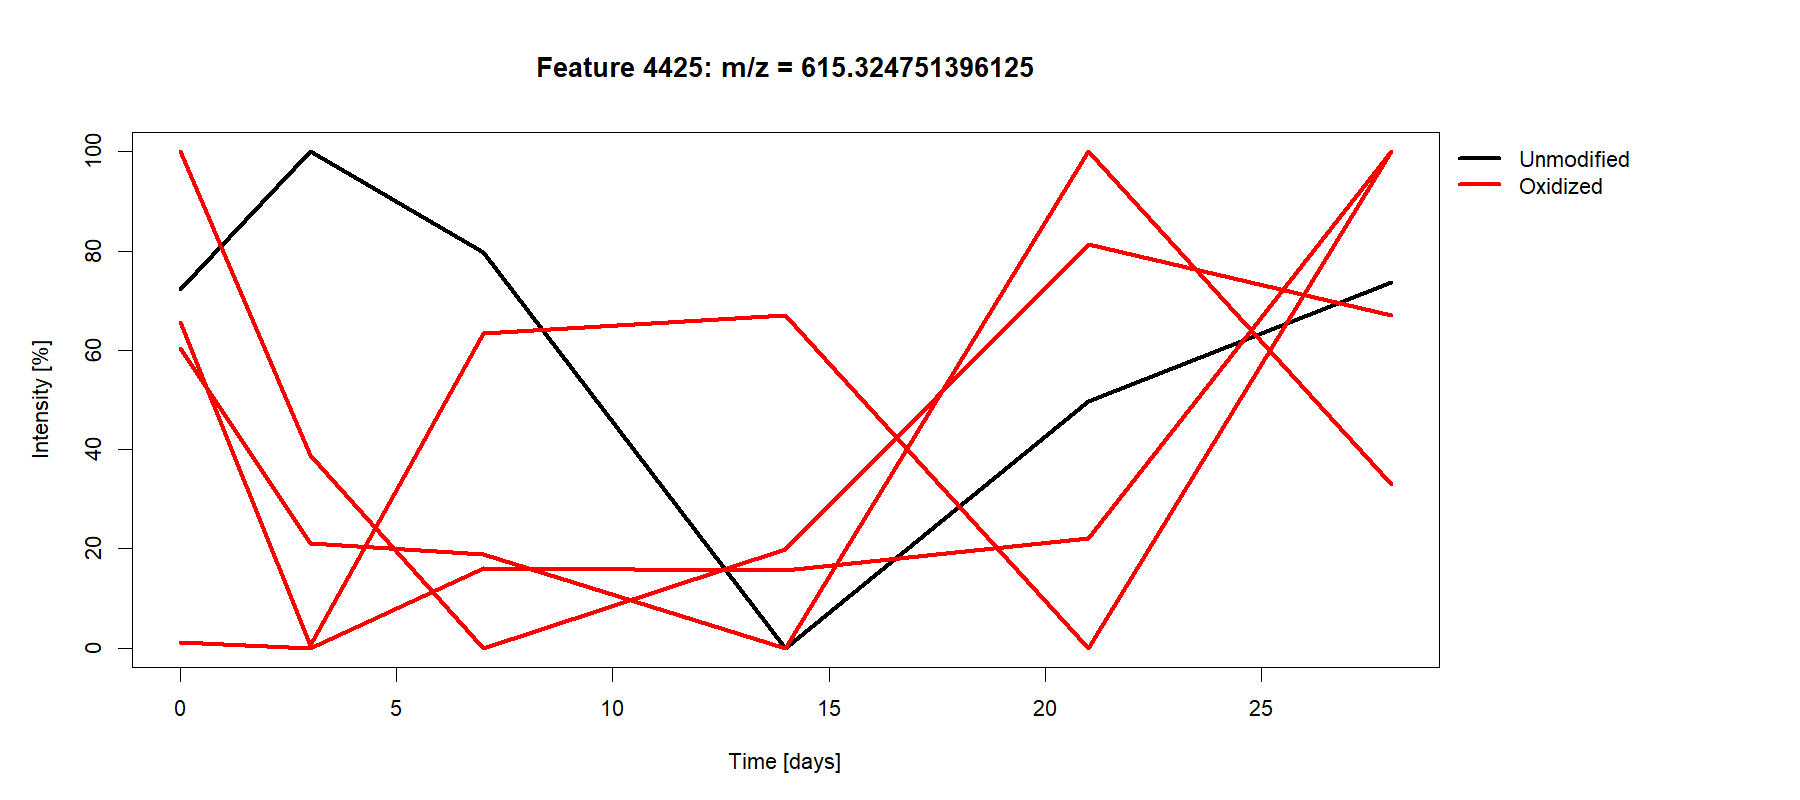 Feature 4425: m/z = 615.324751396125
100
80
60
40
20
0
Intensity [%]
0 5 10 15 20 25
Time [days]
Unmodified
Oxidized